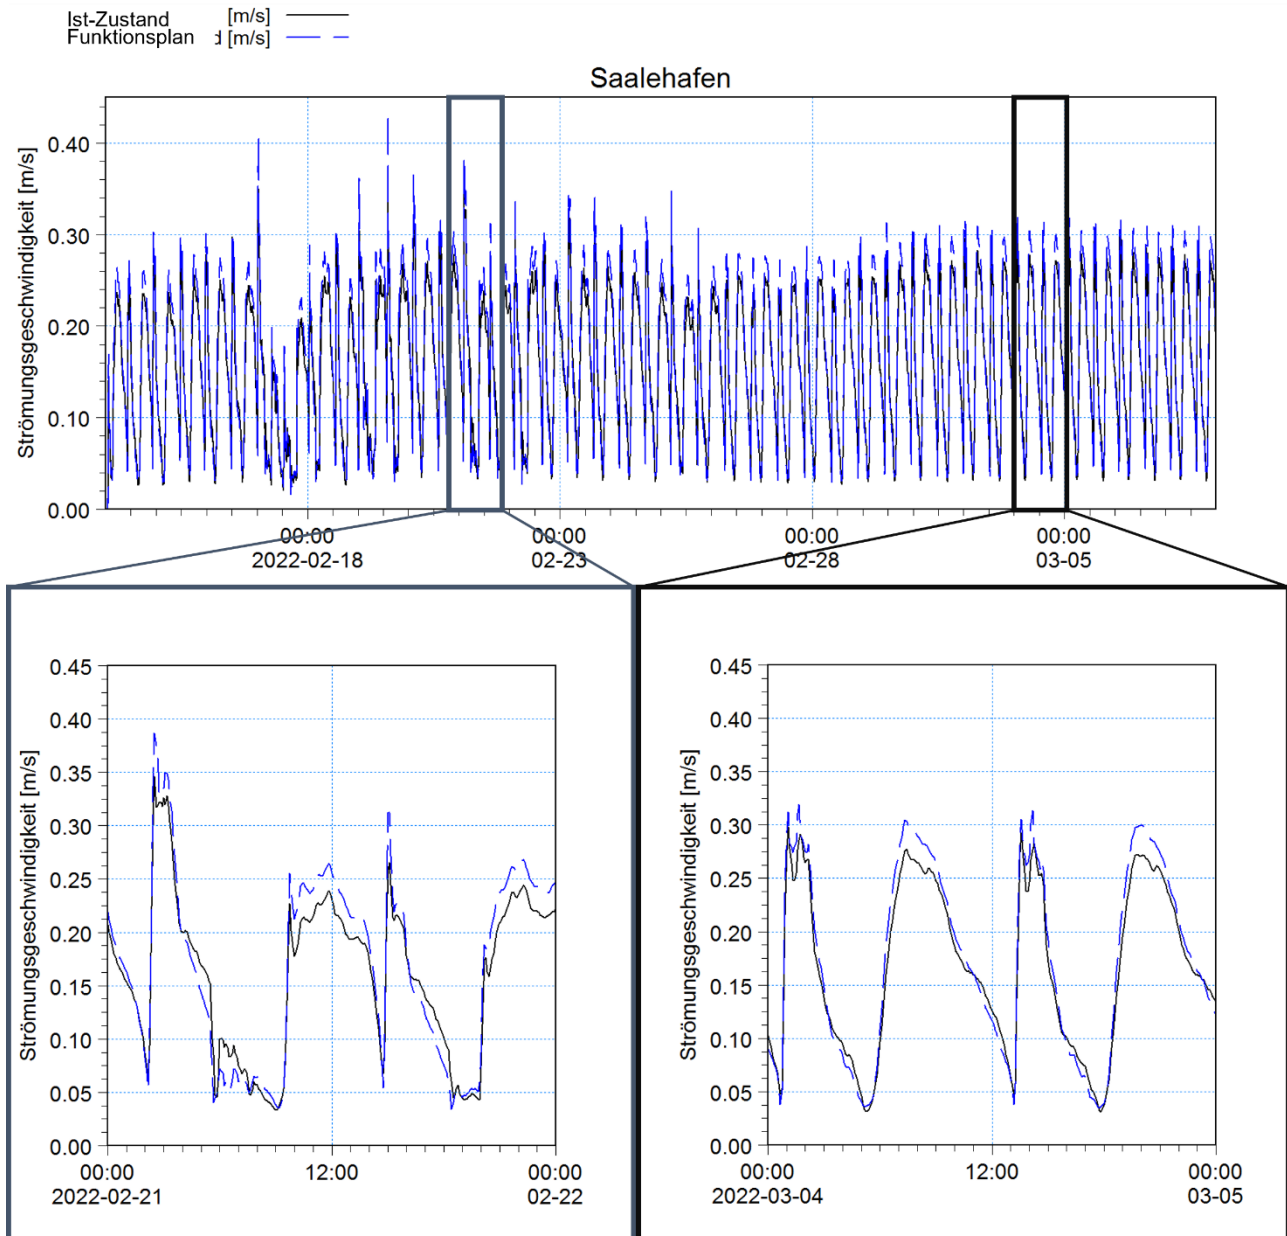 Ist-Zustand [m/s]
Funktionsplan d [m/s]
Saalehafen
Strömungsgeschwindigkeit [m/s]
0.40
0.30
0.20
0.10
0.00
00:00 00:00 00:00 00:00
2022-02-18 02-23 02-28 03-05
Strömungsgeschwindigkeit [m/s]
0.45
0.40
0.35
0.30
0.25
0.20
0.15
0.10
0.05
0.00
00:00 12:00 00:00
2022-02-21 02-22
Strömungsgeschwindigkeit [m/s]
0.45
0.40
0.35
0.30
0.25
0.20
0.15
0.10
0.05
0.00
00:00 12:00 00:00
2022-03-04 03-05